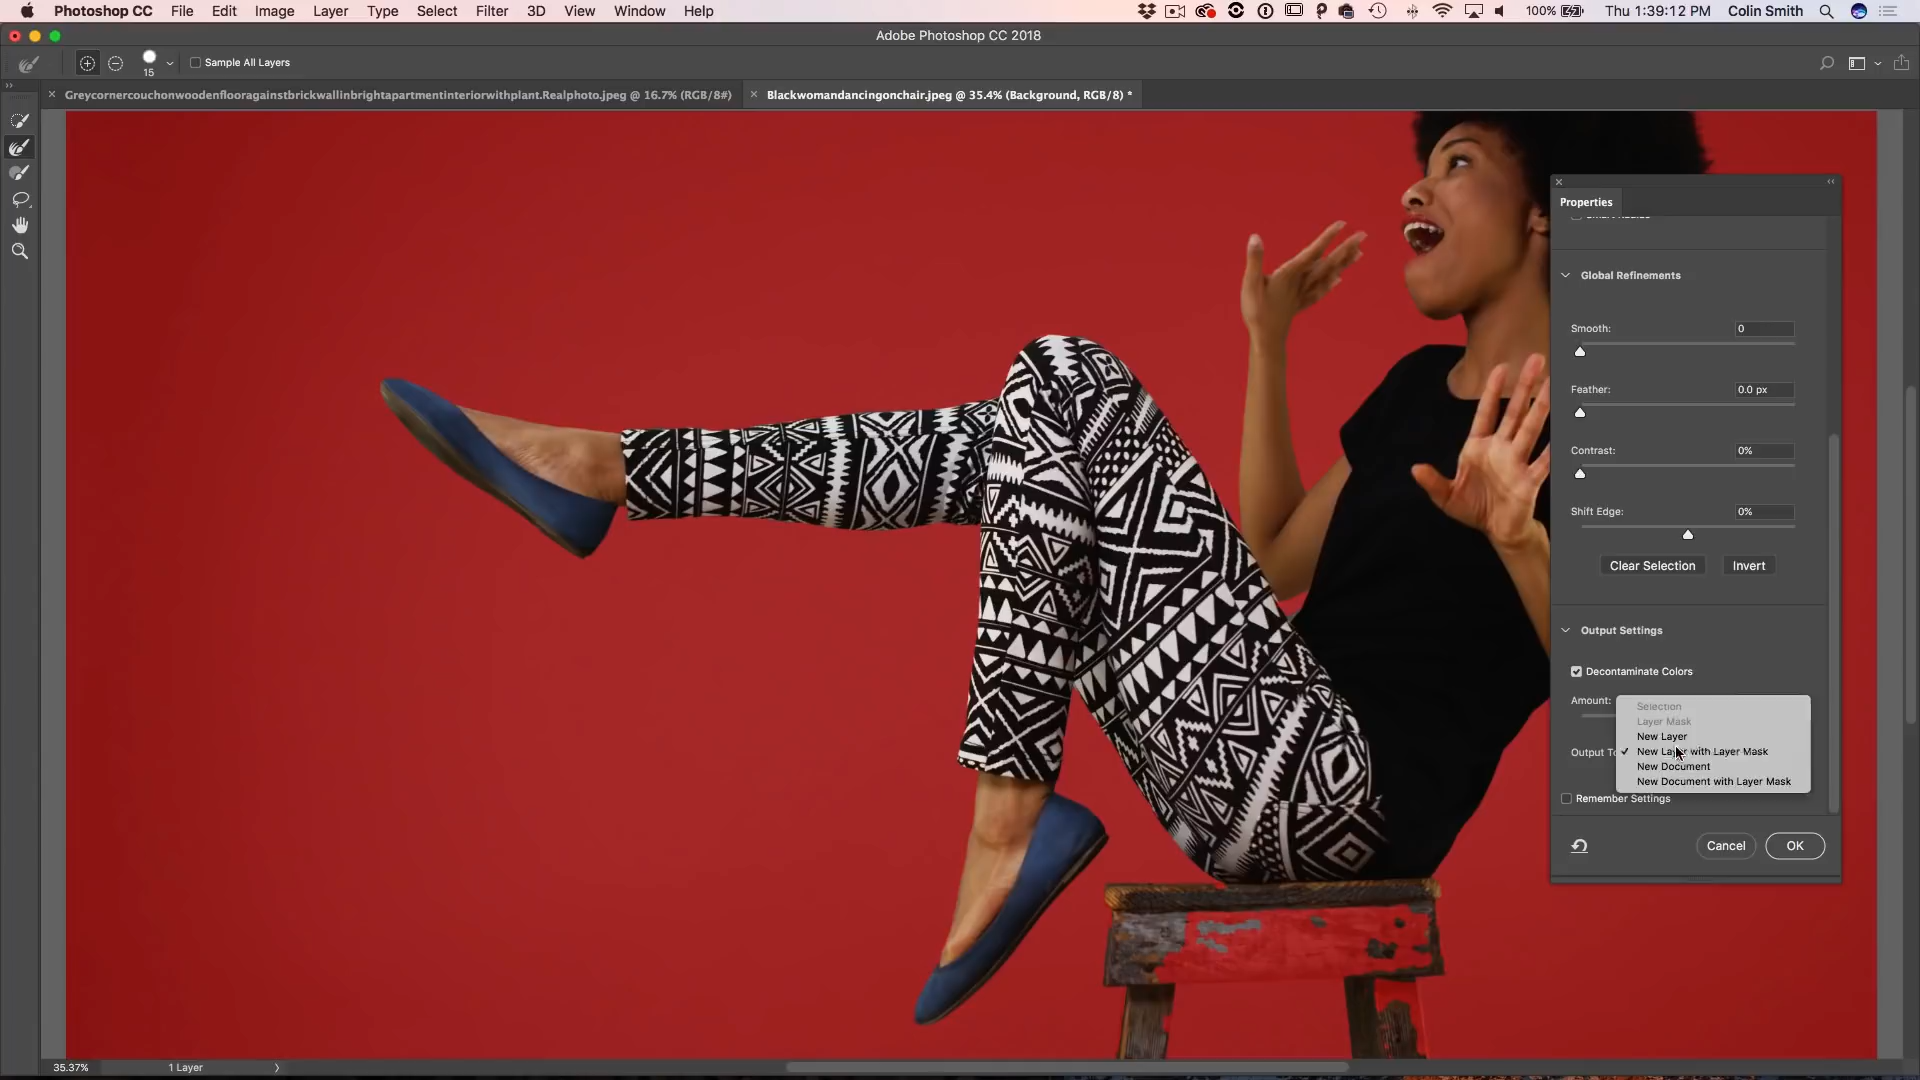 Photoshop CC File Edit Image Layer Type Select Filter 3D View Window Help 100% Thu 1:39:12 PM Colin Smith
Adobe Photoshop CC 2018
15 Sample All Layers
Greycornercouchonwoodenflooragainstbrickwallinbrightapartmentinteriorwithplant.Realphoto.jpeg @ 16.7% (RGB/8#) Blackwomandancingonchair.jpeg @ 35.4% (Background, RGB/8) *
Properties
Global Refinements
Smooth: 0
Feather: 0.0 px
Contrast: 0%
Shift Edge: 0%
Clear Selection Invert
Output Settings
Decontaminate Colors
Amount:
Selection
Layer Mask
New Layer
Output To New Layer with Layer Mask
New Document
New Document with Layer Mask
Remember Settings
Cancel OK
35.37% 1 Layer